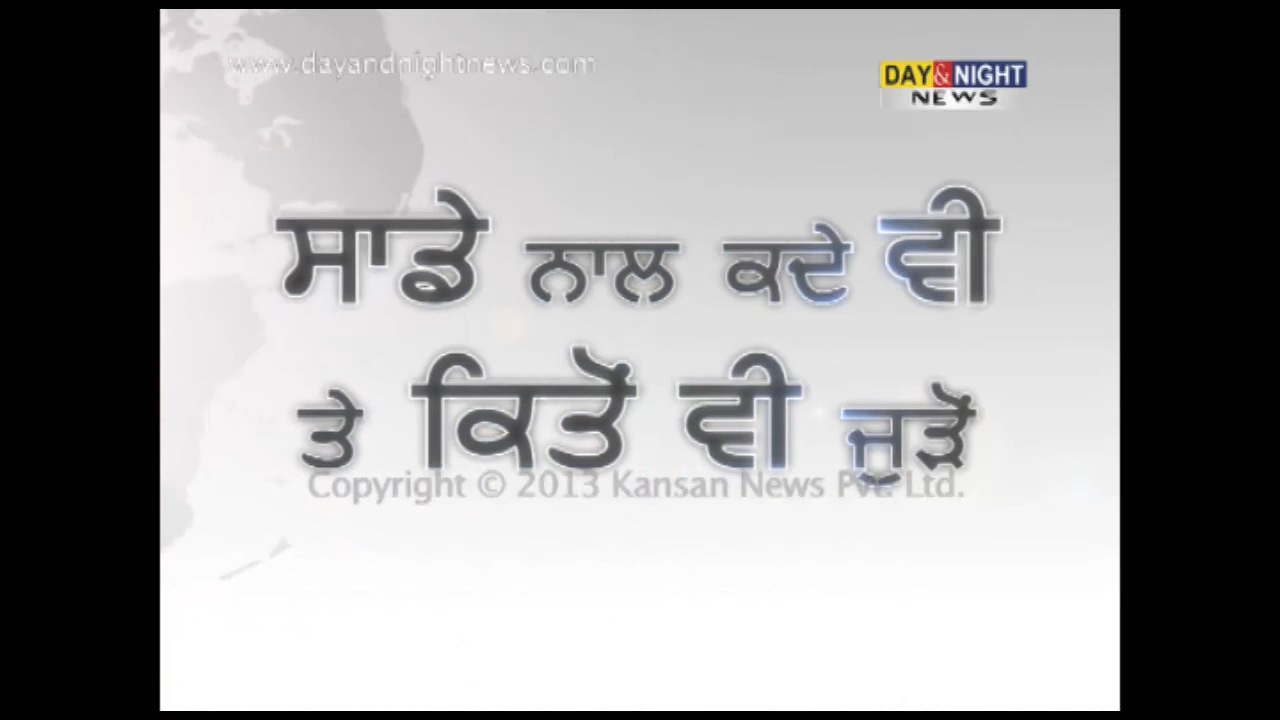 www.dayandnightnews.com
DAY&NIGHT
NEWS
ਸਾਡੇ ਨਾਲ ਕਦੇ ਵੀ
ਤੇ ਕਿਤੋਂ ਵੀ ਜੁੜੋਂ
Copyright © 2013 Kansan News Pvt. Ltd.